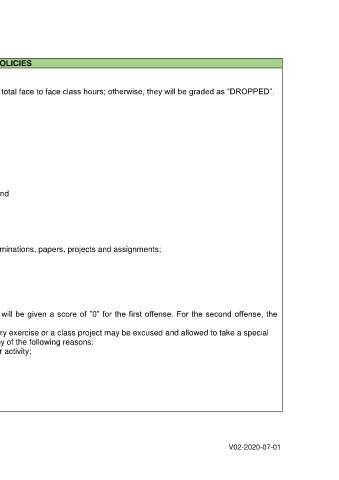 OLICIES
total face to face class hours; otherwise, they will be graded as "DROPPED".
nd
minations, papers, projects and assignments;
will be given a score of "0" for the first offense. For the second offense, the
ry exercise or a class project may be excused and allowed to take a special
y of the following reasons:
r activity;
V02-2020-07-01